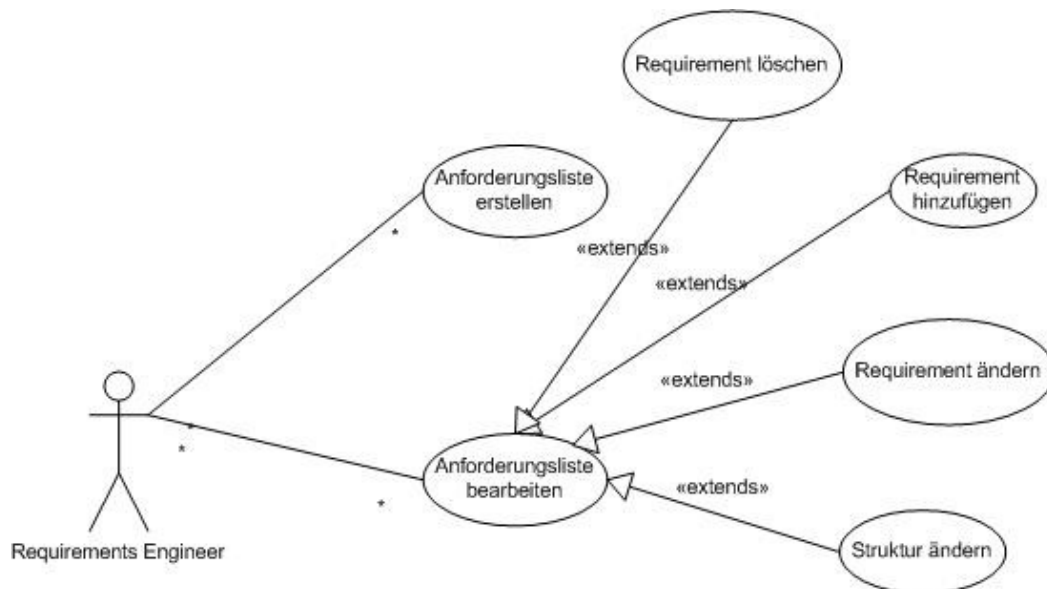 Requirement löschen
Anforderungsliste
erstellen
*
Requirement
hinzufügen
«extends»
«extends»
Requirement ändern
«extends»
*
*
Anforderungsliste
bearbeiten
*
«extends»
Struktur ändern
Requirements Engineer